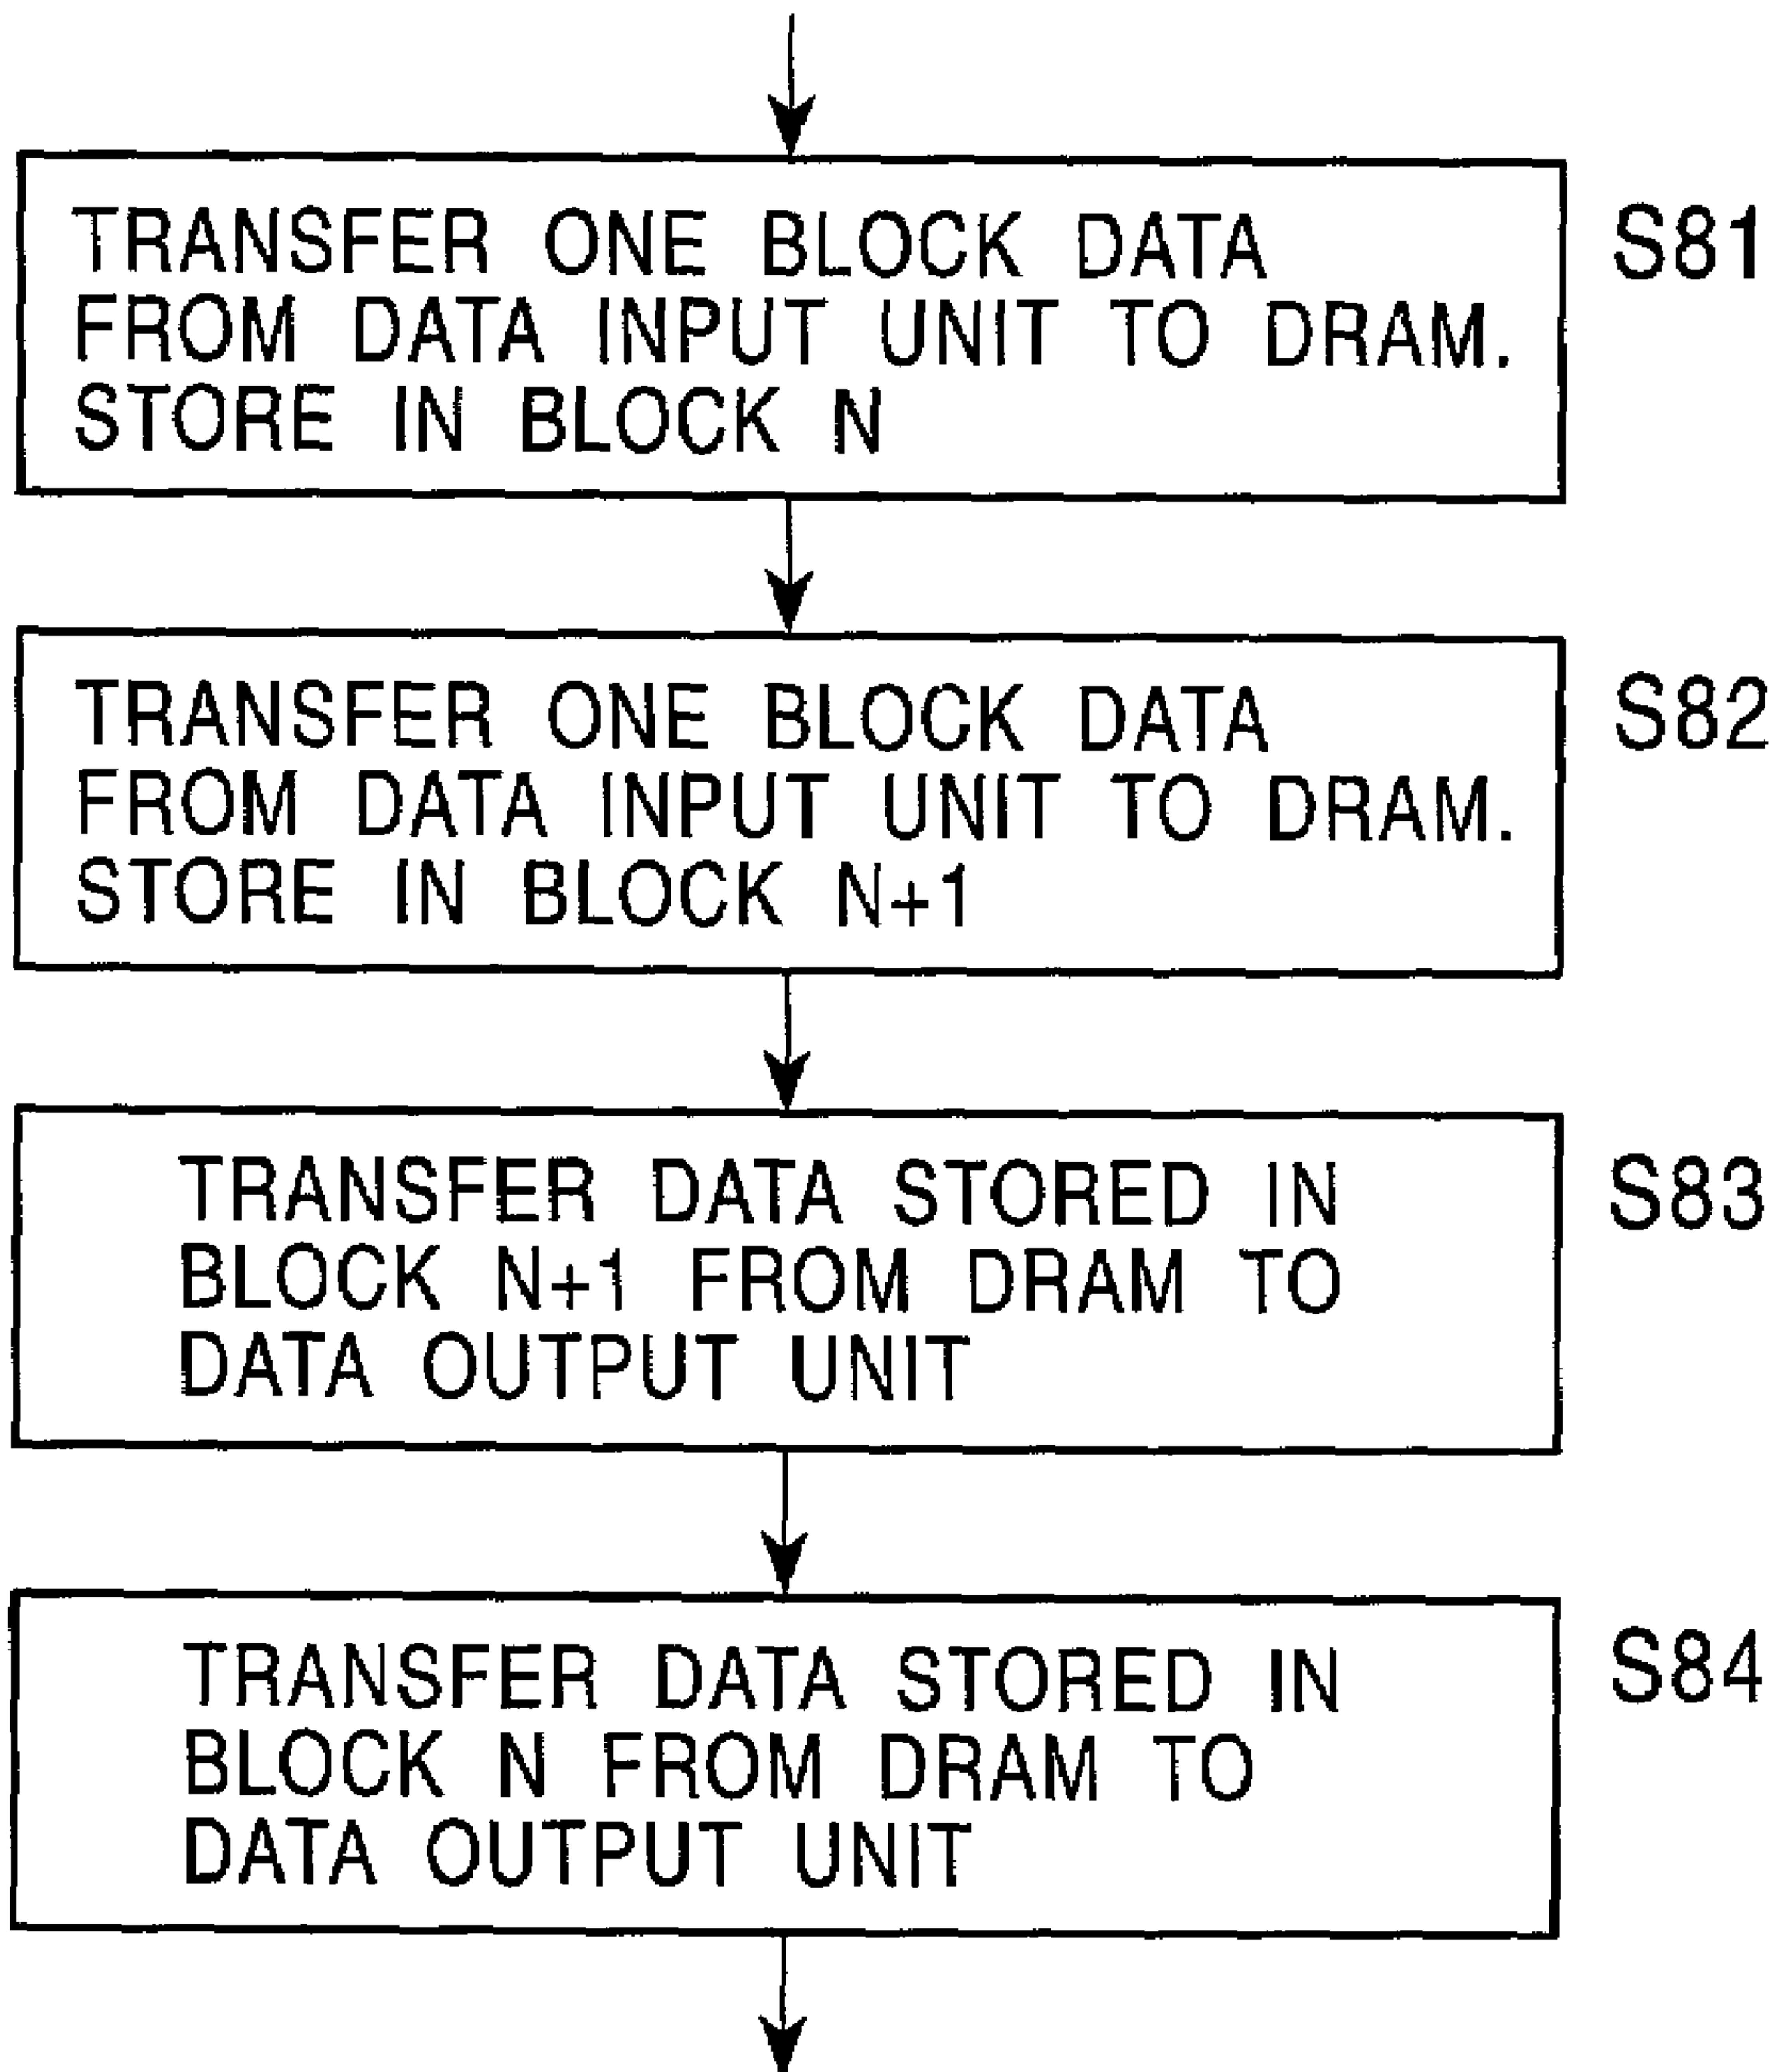 TRANSFER ONE BLOCK DATA
FROM DATA INPUT UNIT TO DRAM.
STORE IN BLOCK N
S81
TRANSFER ONE BLOCK DATA
FROM DATA INPUT UNIT TO DRAM.
STORE IN BLOCK N+1
S82
TRANSFER DATA STORED IN
BLOCK N+1 FROM DRAM TO
DATA OUTPUT UNIT
S83
TRANSFER DATA STORED IN
BLOCK N FROM DRAM TO
DATA OUTPUT UNIT
S84